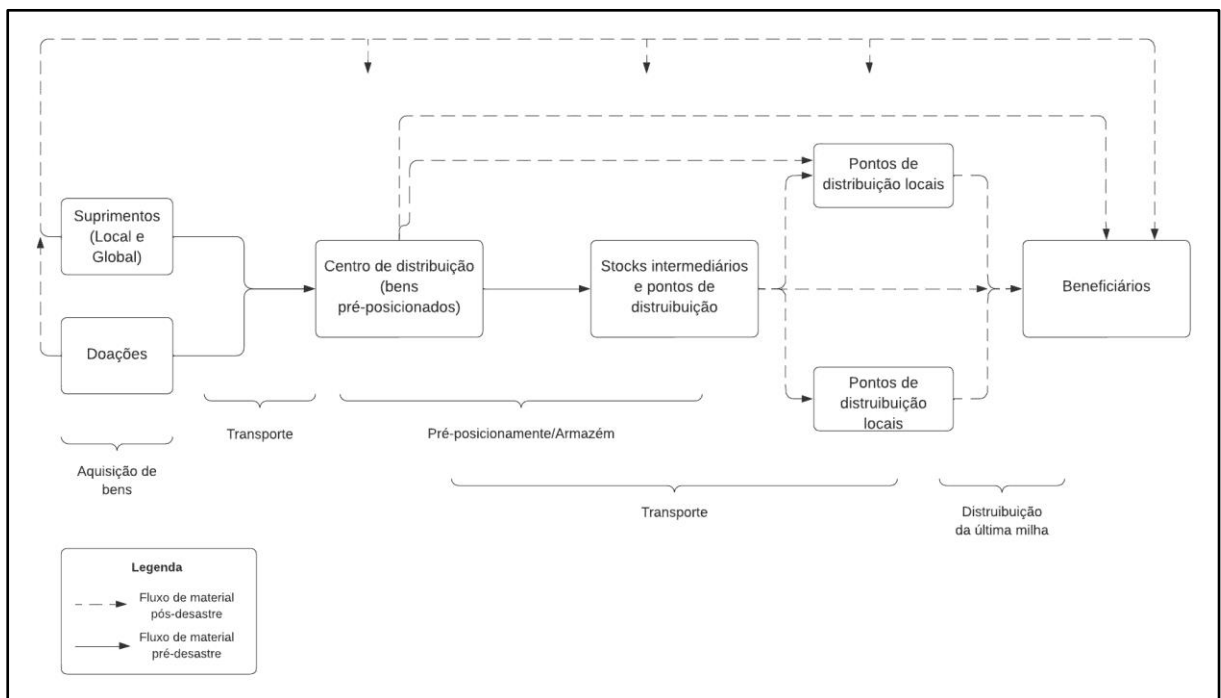 Suprimentos
(Local e
Global)
Doações
Centro de distribuição
(bens
pré-posicionados)
Stocks intermediários
e pontos de
distruibuição
Pontos de
distribuição locais
Pontos de
distruibuição
locais
Beneficiários
Transporte
Pré-posicionamente/Armazém
Aquisição de
bens
Transporte
Distruibuição
da última milha
Legenda
Fluxo de material
pós-desastre
Fluxo de material
pré-desastre